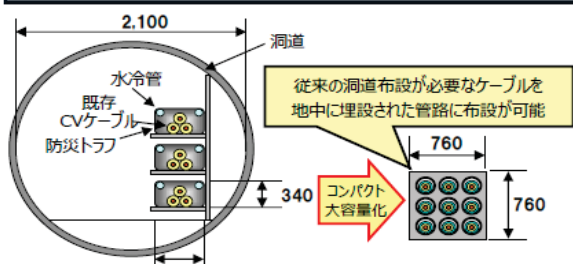 2,100
洞道
水冷管
既存
CVケーブル
防災トラフ
340
従来の洞道布設が必要なケーブルを
地中に埋設された管路に布設が可能
コンパクト
大容量化
760
760